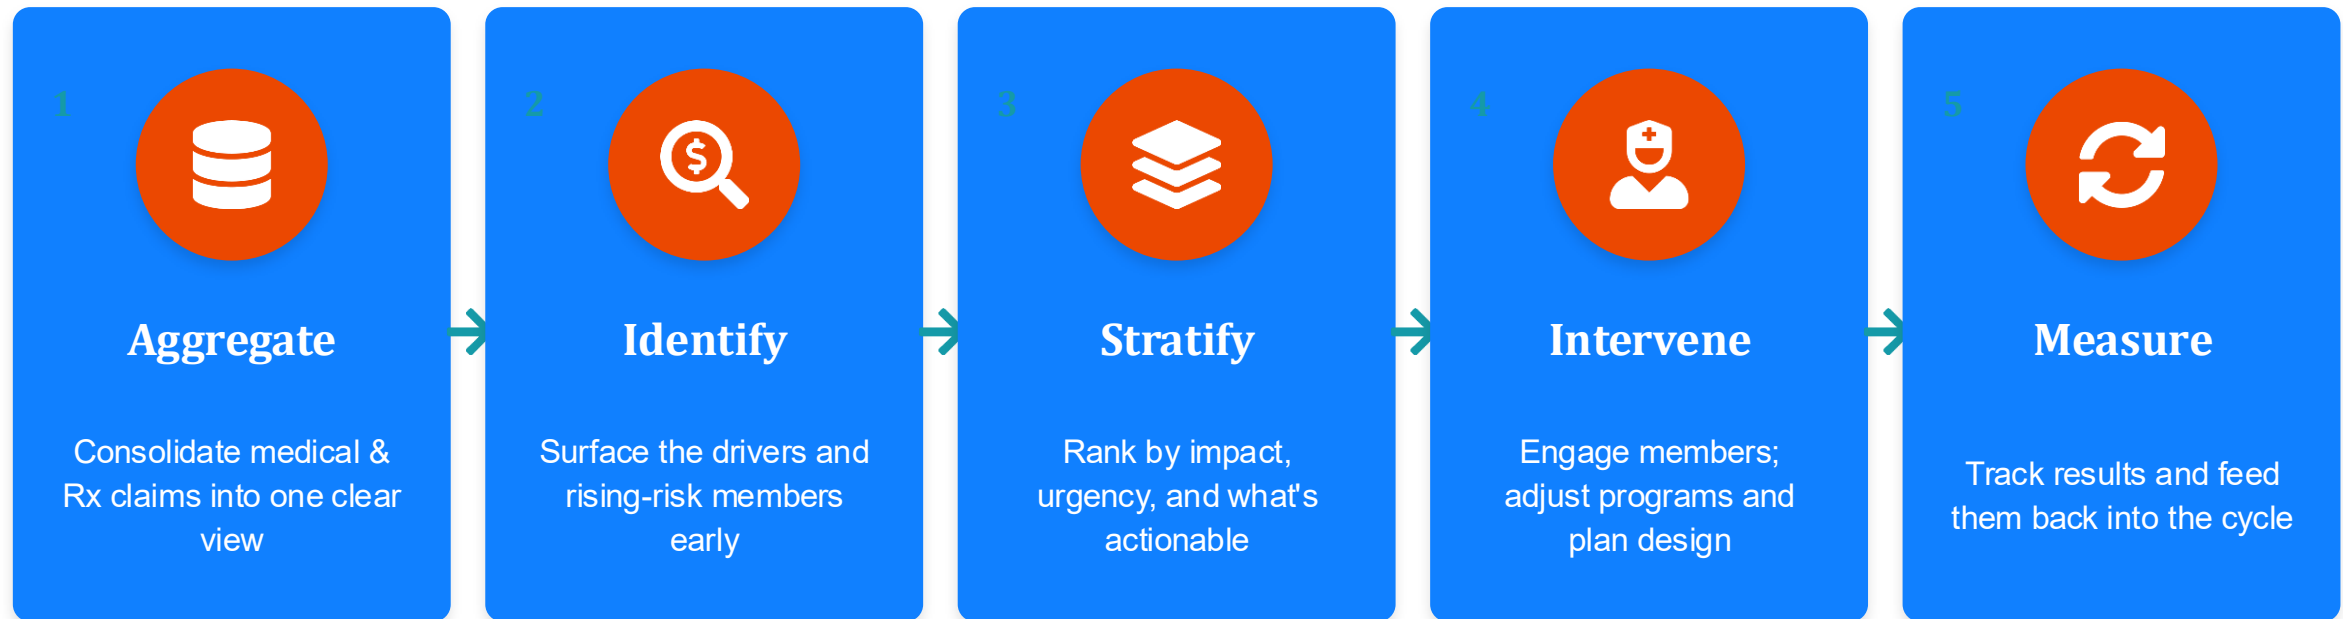 1
Aggregate
Consolidate medical &
Rx claims into one clear
view
2
$
Identify
Surface the drivers and
rising-risk members
early
3
Stratify
Rank by impact,
urgency, and what's
actionable
4
Intervene
Engage members;
adjust programs and
plan design
5
Measure
Track results and feed
them back into the cycle